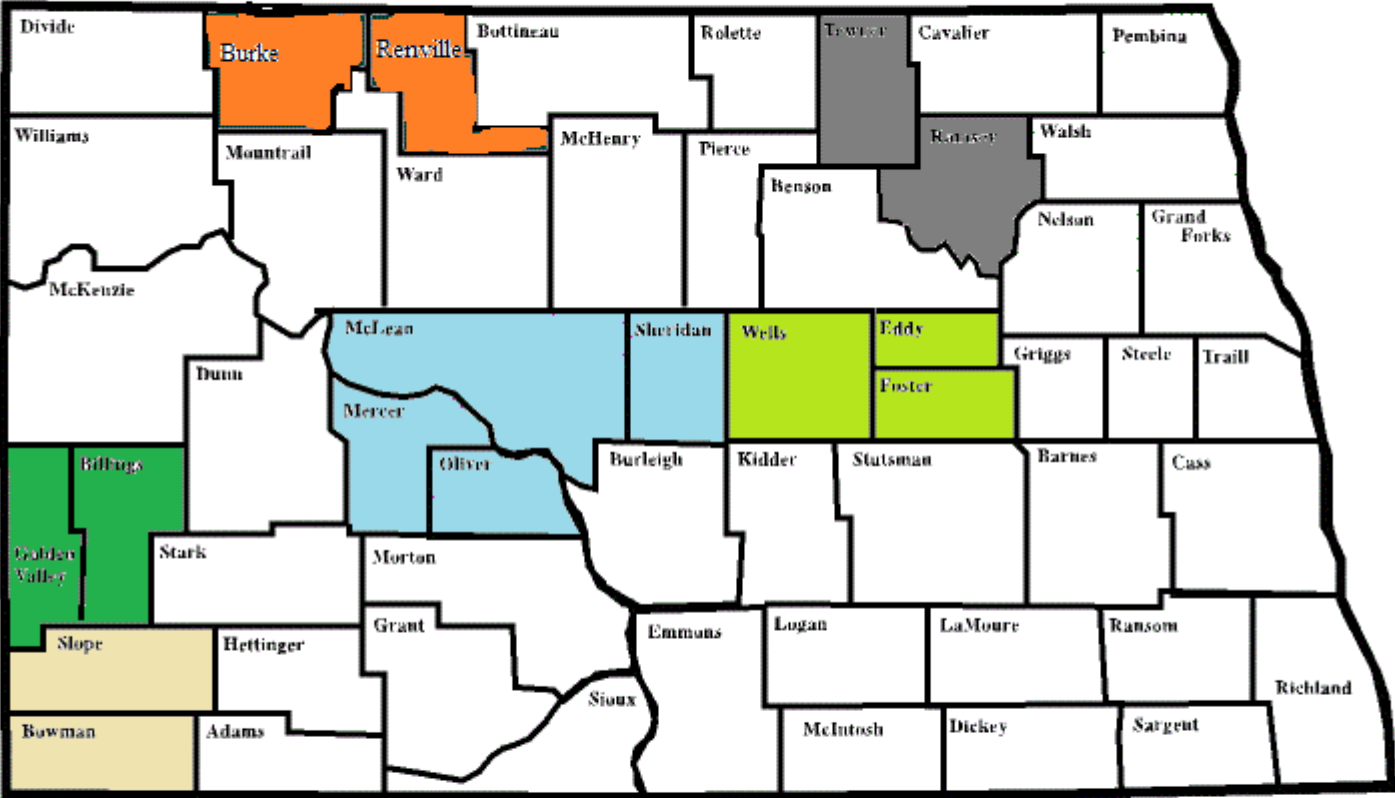 Divide
Burke
Renville
Bottineau
Rolette
Towner
Cavalier
Pembina
Williams
Mountrail
Ward
McHenry
Pierce
Benson
Ramsey
Walsh
Nelson
Grand
Forks
McKenzie
McLean
Sheridan
Wells
Eddy
Foster
Griggs
Steele
Traill
Dunn
Mercer
Oliver
Billings
Burleigh
Kidder
Stutsman
Barnes
Cass
Golden
Valley
Stark
Morton
Slope
Hettinger
Grant
Emmons
Logan
LaMoure
Ransom
Richland
Sioux
Bowman
Adams
McIntosh
Dickey
Sargent